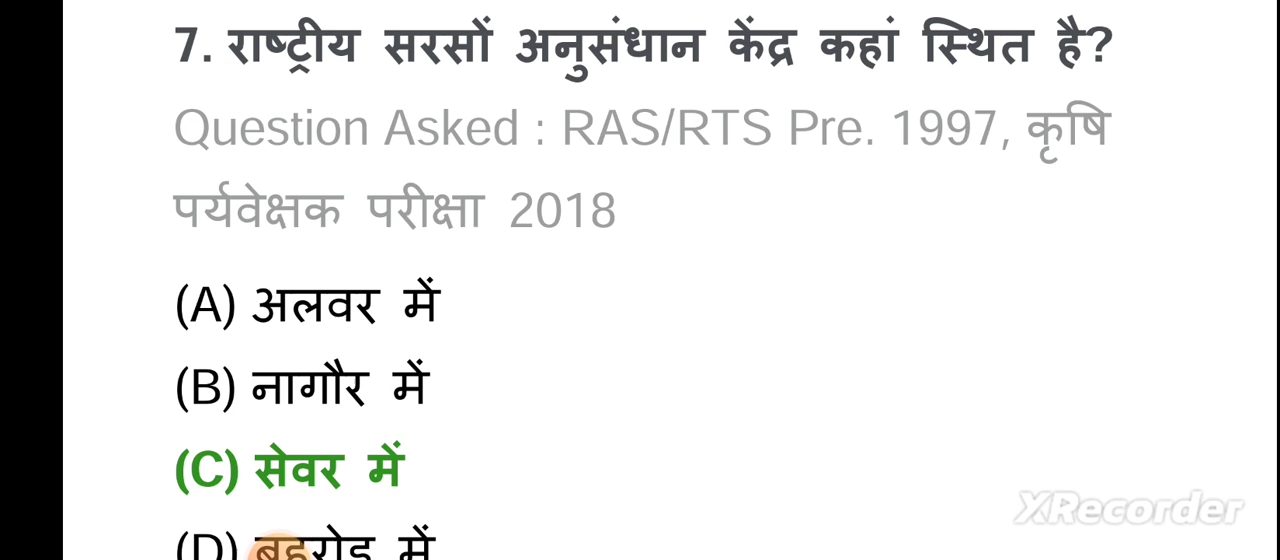 7. राष्ट्रीय सरसों अनुसंधान केंद्र कहां स्थित है?
Question Asked : RAS/RTS Pre. 1997, कृषि
पर्यवेक्षक परीक्षा 2018
(A) अलवर में
(B) नागौर में
(C) सेवर में
(D) बहरोड़ में
XRecorder